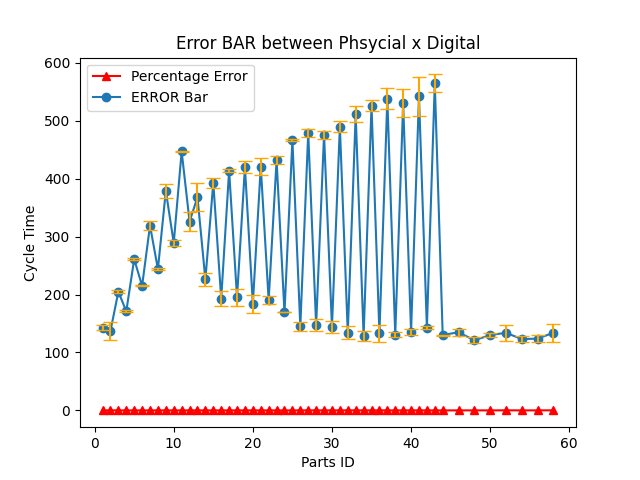 Error BAR between Phsycial x Digital
Percentage Error
ERROR Bar
Cycle Time
600
500
400
300
200
100
0
0 10 20 30 40 50 60
Parts ID